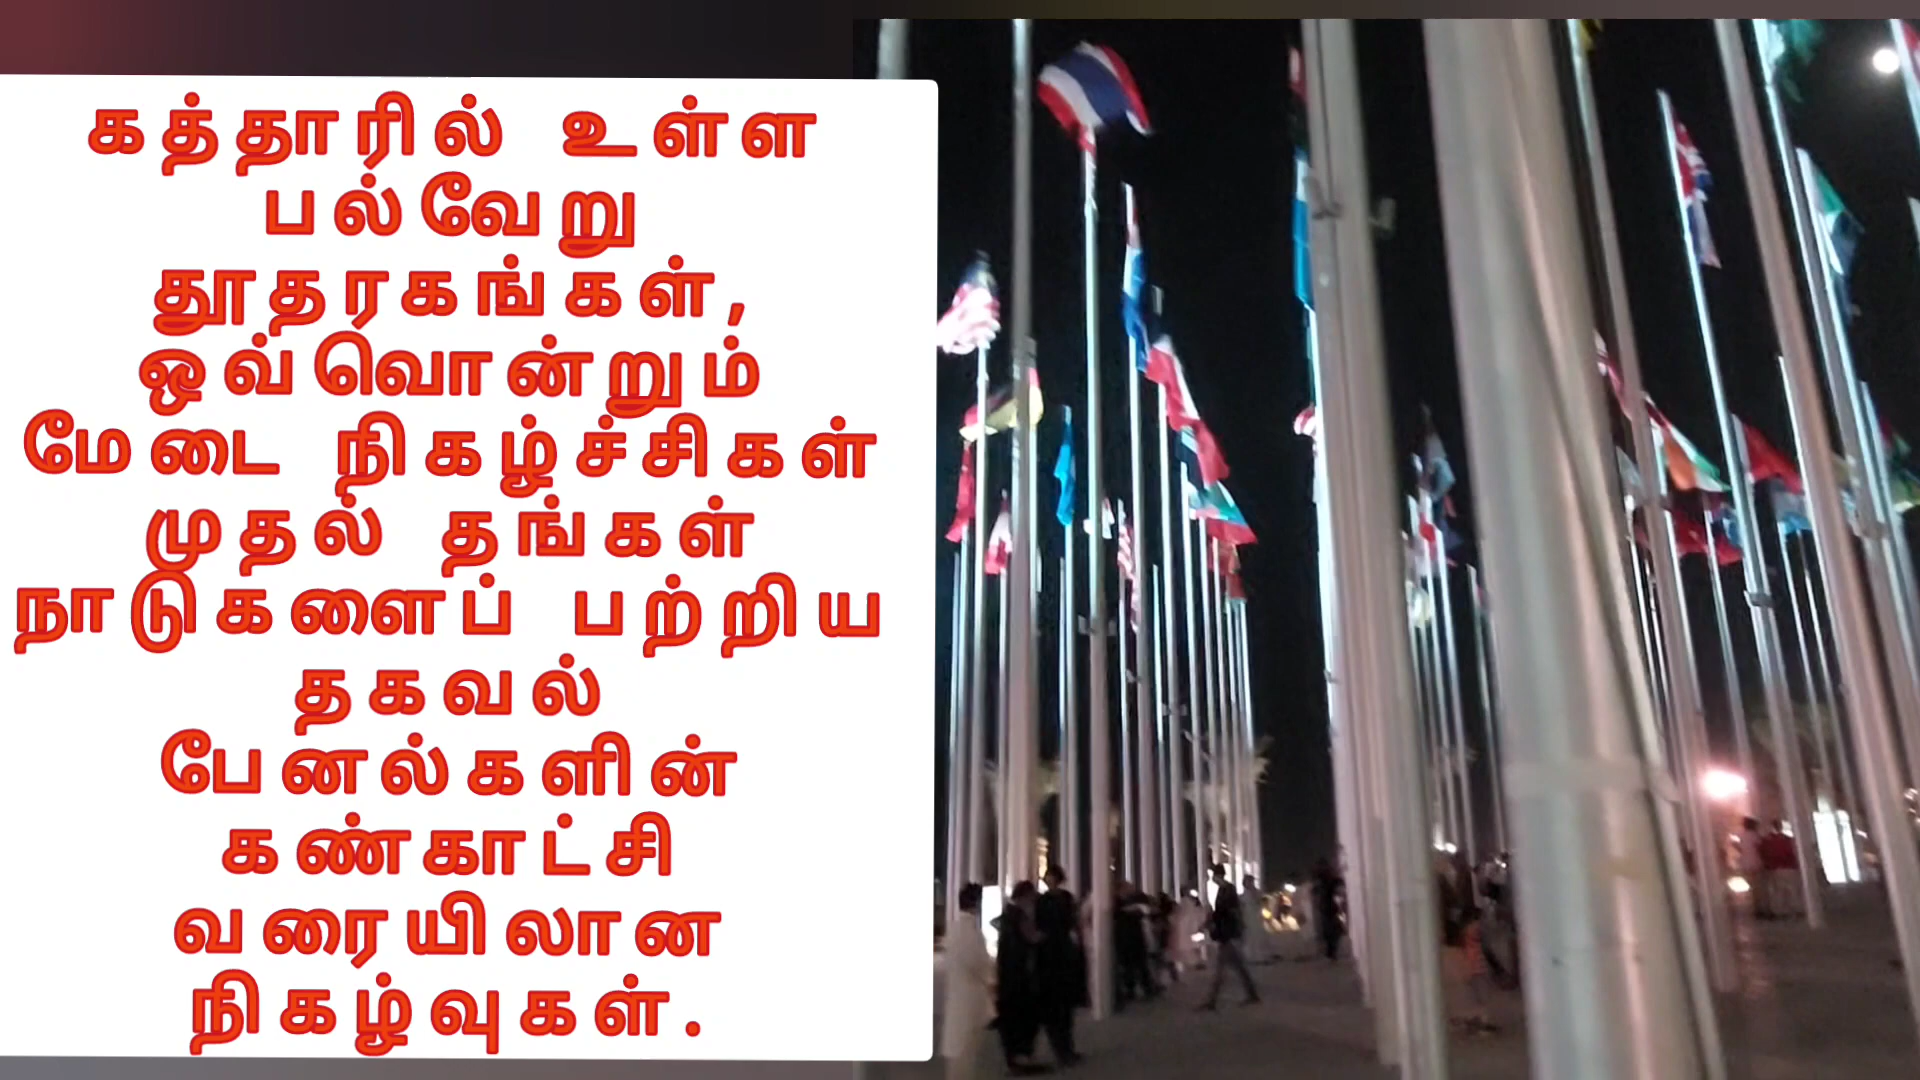 கத்தாரில் உள்ள
பல்வேறு
தூதரகங்கள்,
ஒவ்வொன்றும்
மேடை நிகழ்ச்சிகள்
முதல் தங்கள்
நாடுகளைப் பற்றிய
தகவல்
பேனல்களின்
கண்காட்சி
வரையிலான
நிகழ்வுகள்.